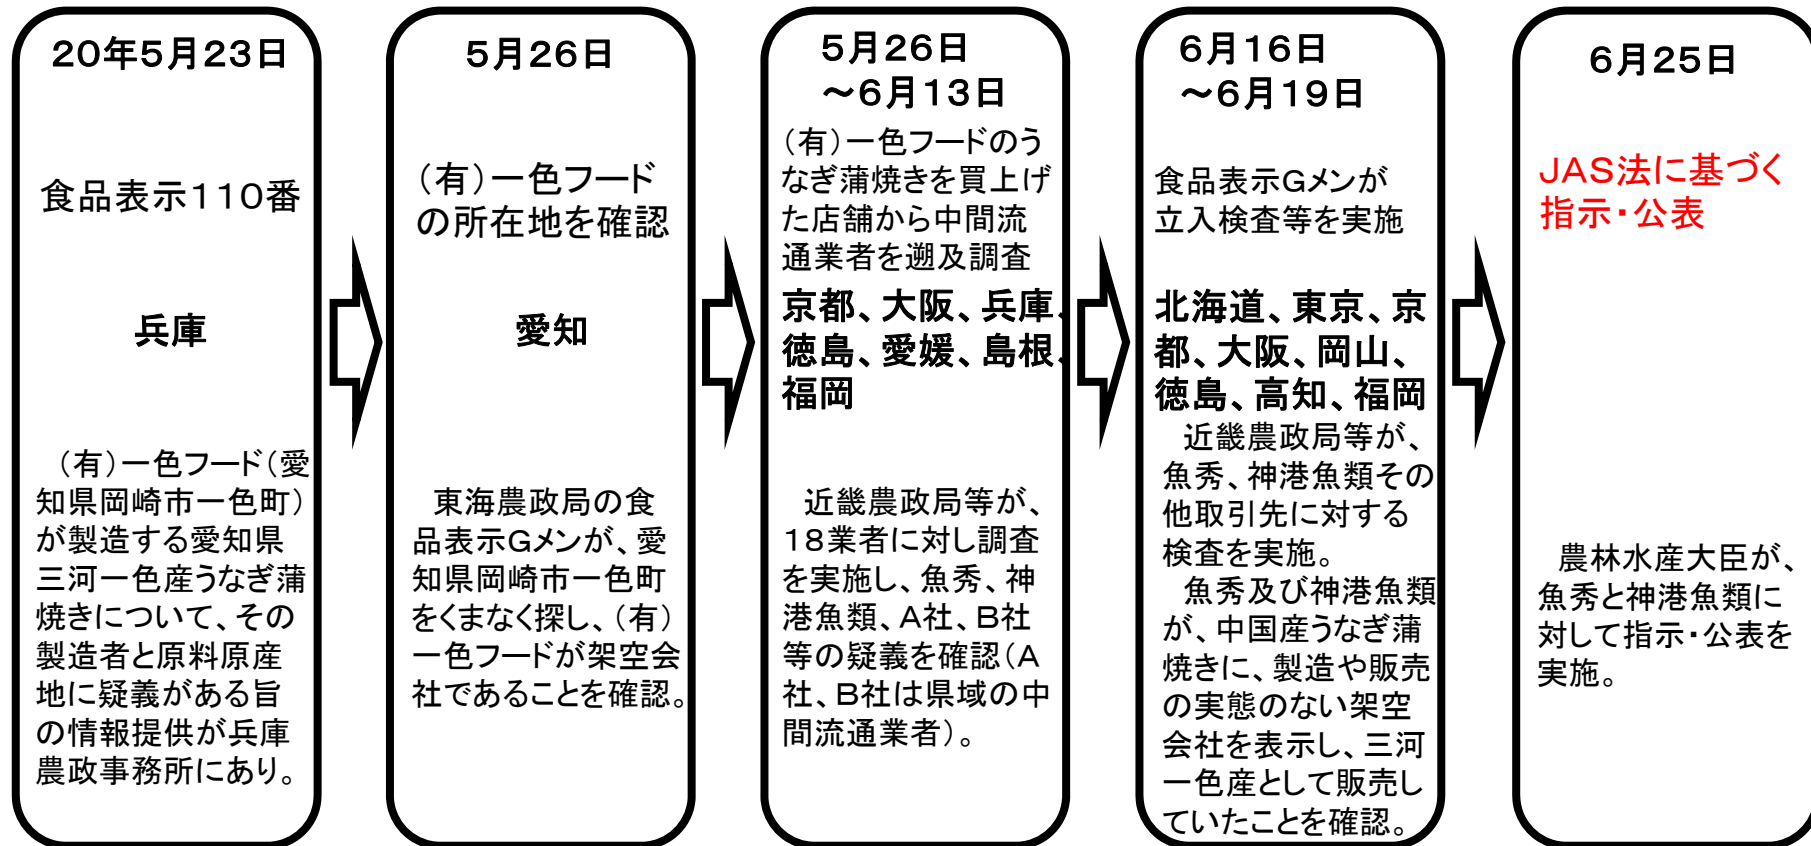 20年5月23日
食品表示110番
兵庫
(有)一色フード(愛
知県岡崎市一色町)
が製造する愛知県
三河一色産うなぎ蒲
焼きについて、その
製造者と原料原産
地に疑義がある旨
の情報提供が兵庫
農政事務所にあり。
5月26日
(有)一色フード
の所在地を確認
愛知
東海農政局の食
品表示Gメンが、愛
知県岡崎市一色町
をくまなく探し、(有)
一色フードが架空会
社であることを確認。
5月26日
～6月13日
(有)一色フードのう
なぎ蒲焼きを買上げ
た店舗から中間流
通業者を遡及調査
京都、大阪、兵庫、
徳島、愛媛、島根、
福岡
近畿農政局等が、
18業者に対し調査
を実施し、魚秀、神
港魚類、A社、B社
等の疑義を確認(A
社、B社は県域の中
間流通業者)。
6月16日
～6月19日
食品表示Gメンが
立入検査等を実施
北海道、東京、京
都、大阪、岡山、
徳島、高知、福岡
近畿農政局等が、
魚秀、神港魚類その
他取引先に対する
検査を実施。
魚秀及び神港魚類
が、中国産うなぎ蒲
焼きに、製造や販売
の実態のない架空
会社を表示し、三河
一色産として販売し
ていたことを確認。
6月25日
JAS法に基づく
指示・公表
農林水産大臣が、
魚秀と神港魚類に
対して指示・公表を
実施。